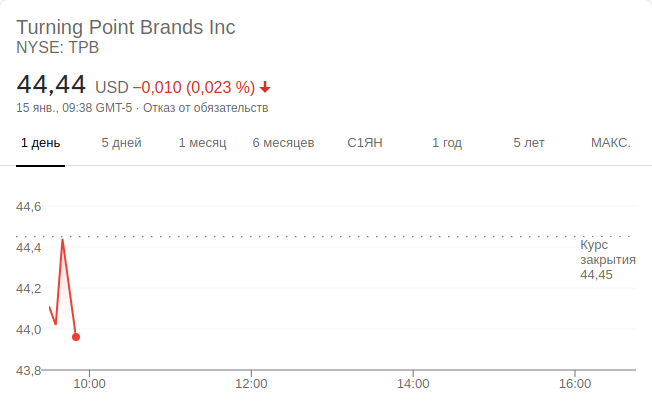 Turning Point Brands Inc
NYSE: TPB
44,44 USD −0,010 (0,023 %)
15 янв., 09:38 GMT-5 · Отказ от обязательств
1 день 5 дней 1 месяц 6 месяцев С1ЯН 1 год 5 лет МАКС.
44,6
44,4
Курс
закрытия
44,45
44,2
44,0
43,8
10:00 12:00 14:00 16:00